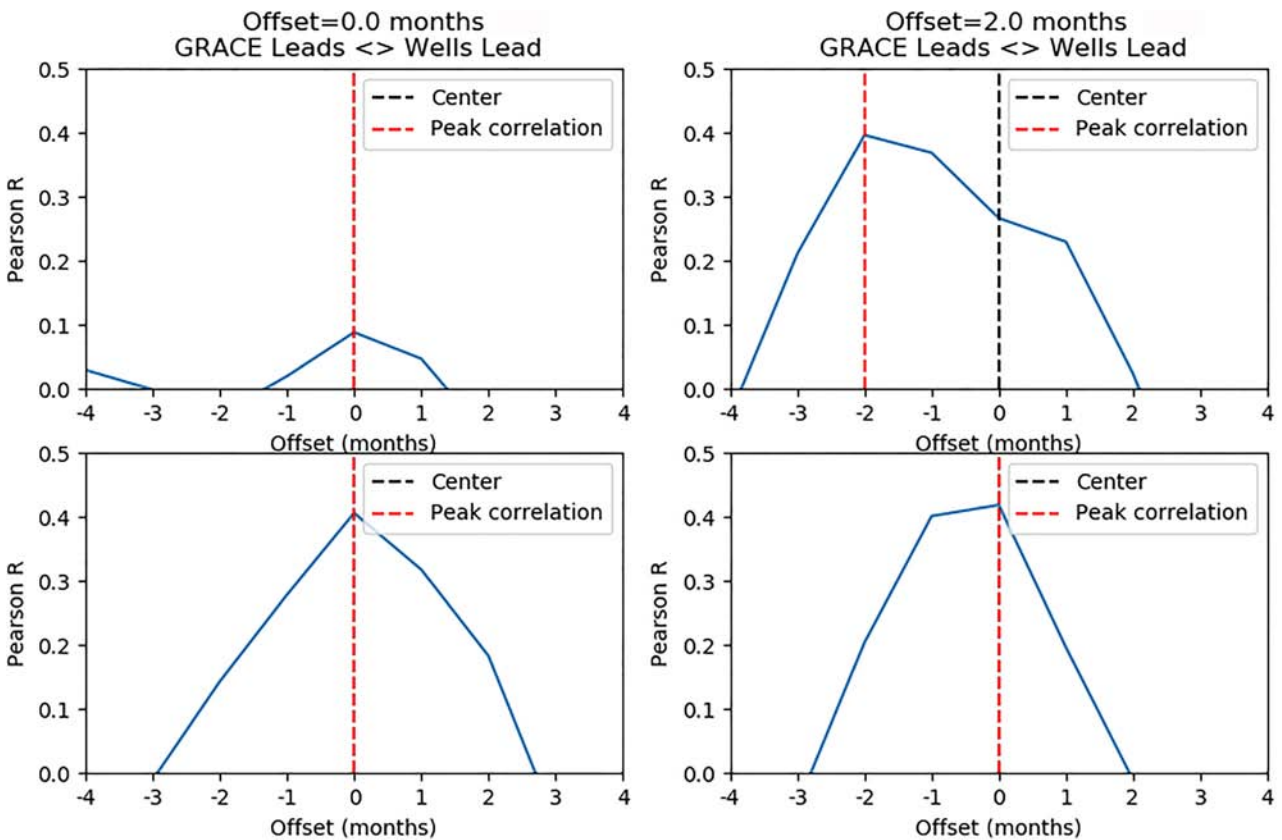 Offset=0.0 months
GRACE Leads <> Wells Lead
0.5
0.4
0.3
0.2
0.1
0.0
Pearson R
Center
Peak correlation
-4 -3 -2 -1 0 1 2 3 4
Offset (months)
Offset=2.0 months
GRACE Leads <> Wells Lead
0.5
0.4
0.3
0.2
0.1
0.0
Pearson R
Center
Peak correlation
-4 -3 -2 -1 0 1 2 3 4
Offset (months)
0.5
0.4
0.3
0.2
0.1
0.0
Pearson R
Center
Peak correlation
-4 -3 -2 -1 0 1 2 3 4
Offset (months)
0.5
0.4
0.3
0.2
0.1
0.0
Pearson R
Center
Peak correlation
-4 -3 -2 -1 0 1 2 3 4
Offset (months)